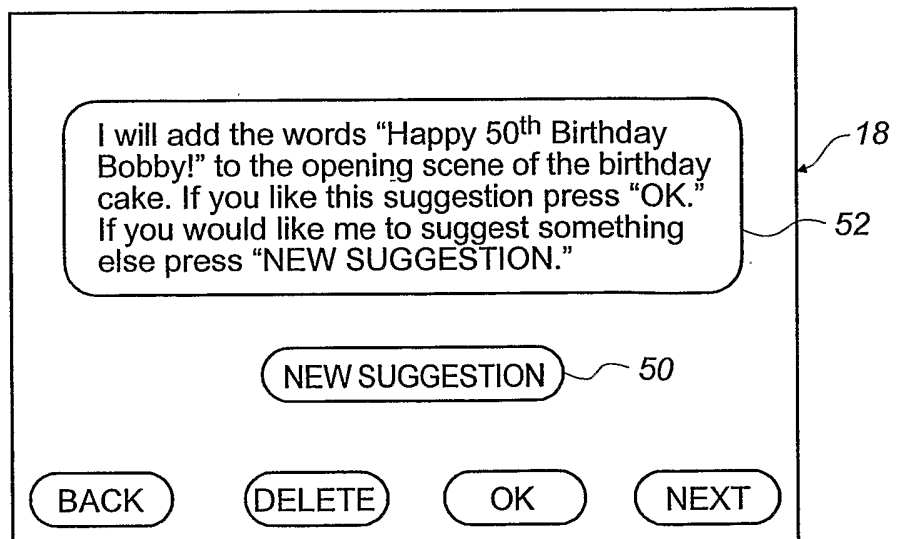 I will add the words “Happy 50th Birthday
Bobby!” to the opening scene of the birthday
cake. If you like this suggestion press “OK.”
If you would like me to suggest something
else press “NEW SUGGESTION.”
18
52
NEW SUGGESTION 50
BACK DELETE OK NEXT